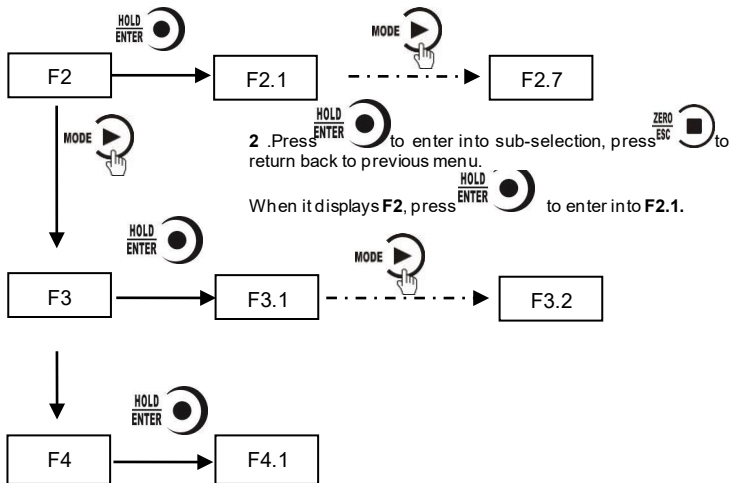 HOLD
ENTER
MODE
F2
F2.1
F2.7
MODE
2 .Press HOLD ENTER to enter into sub-selection, press ZERO ESC to
return back to previous menu.
When it displays F2, press HOLD ENTER to enter into F2.1.
HOLD
ENTER
MODE
F3
F3.1
F3.2
HOLD
ENTER
F4
F4.1